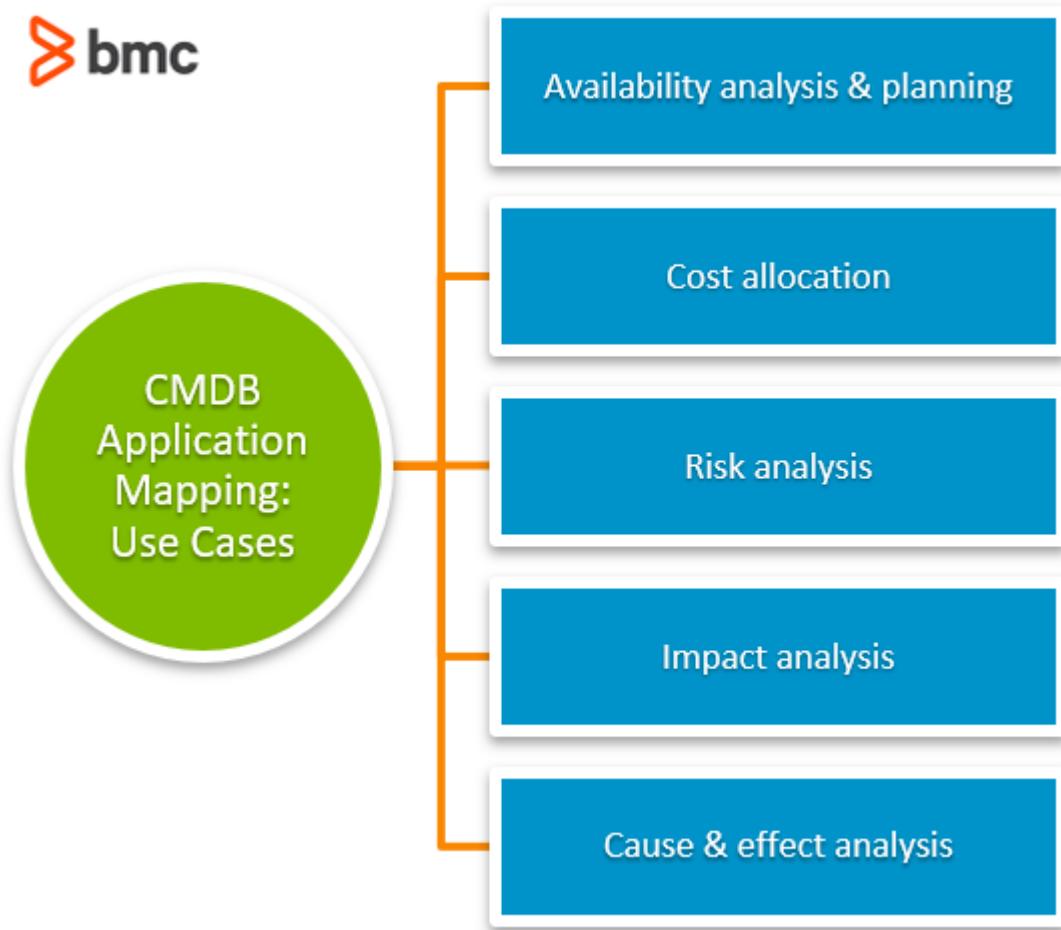 bmc
CMDB
Application
Mapping:
Use Cases
Availability analysis & planning
Cost allocation
Risk analysis
Impact analysis
Cause & effect analysis